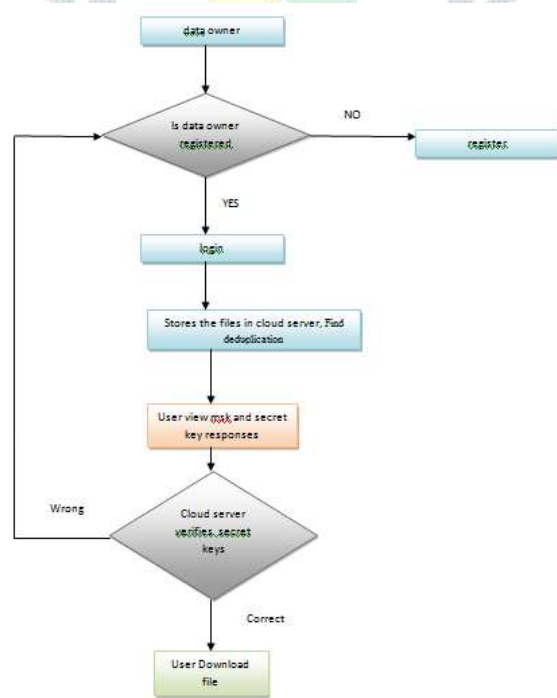 data owner
Is data owner
registered.
NO
register.
YES
login
Stores the files in cloud server, Find
deduplication
User view msk and secret
key responses
Cloud server
verifies secret
keys
Wrong
Correct
User Download
file